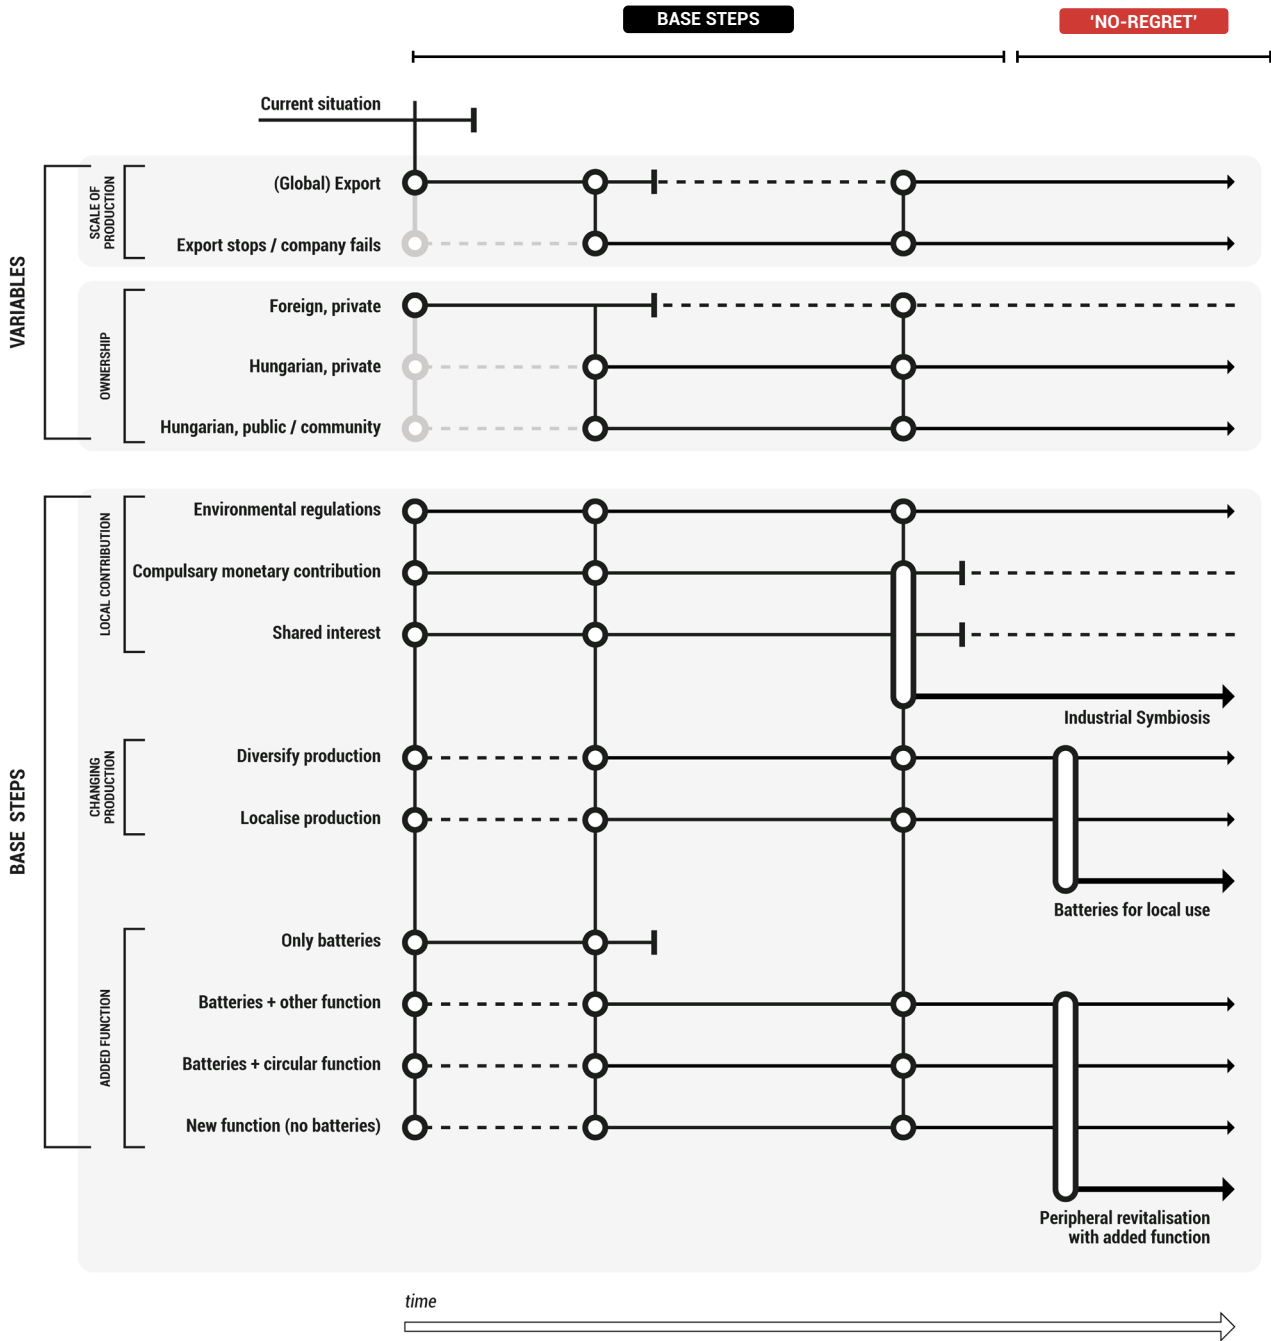 BASE STEPS
‘NO-REGRET’
Current situation
VARIABLES
SCALE OF
PRODUCTION
(Global) Export
Export stops / company fails
OWNERSHIP
Foreign, private
Hungarian, private
Hungarian, public / community
BASE STEPS
LOCAL CONTRIBUTION
Environmental regulations
Compulsary monetary contribution
Shared interest
Industrial Symbiosis
CHANGING
PRODUCTION
Diversify production
Localise production
Batteries for local use
ADDED FUNCTION
Only batteries
Batteries + other function
Batteries + circular function
New function (no batteries)
Peripheral revitalisation
with added function
time